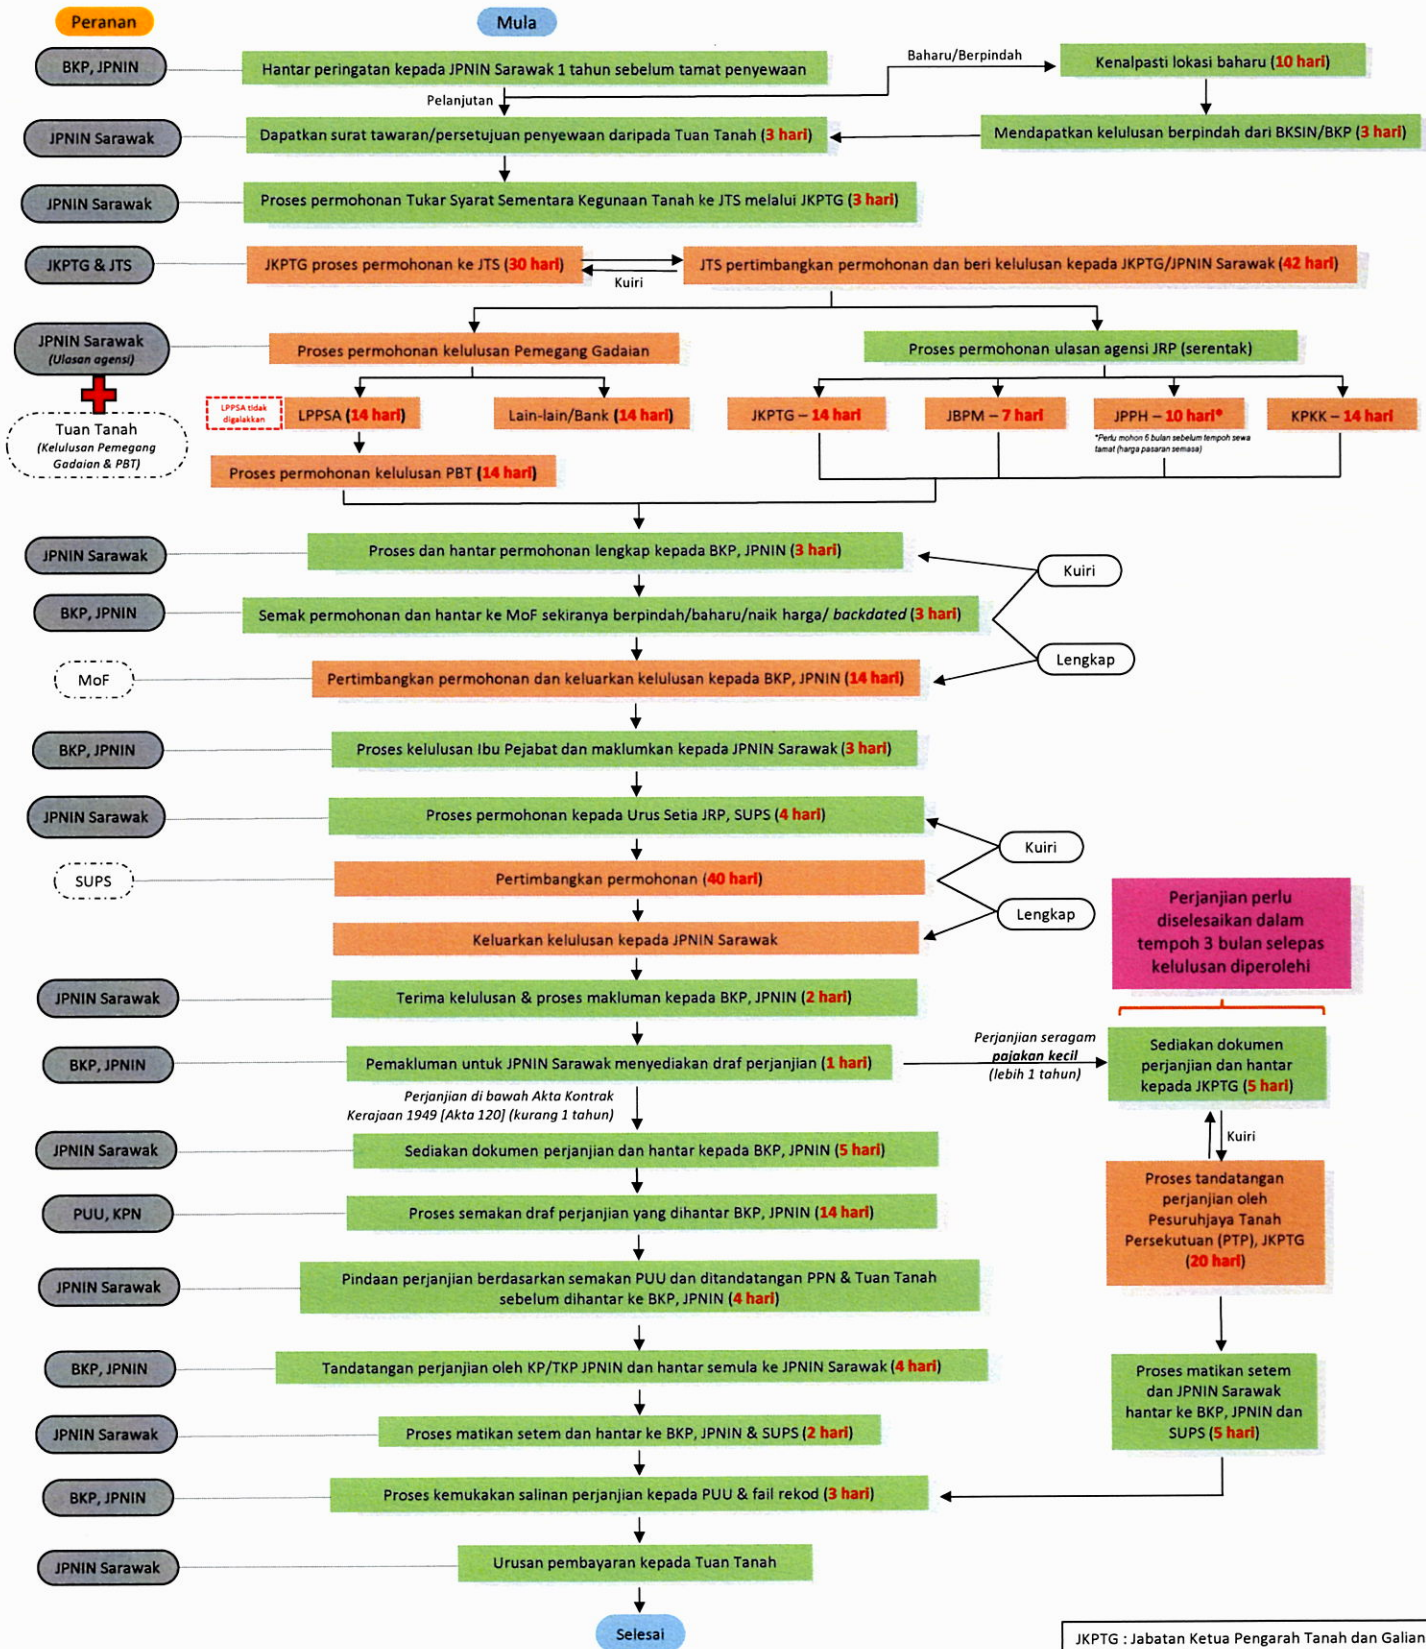 Peranan
Mula
BKP, JPNIN
Hantar peringatan kepada JPNIN Sarawak 1 tahun sebelum tamat penyewaan
Baharu/Berpindah
Kenalpasti lokasi baharu (10 hari)
Pelanjutan
JPNIN Sarawak
Dapatkan surat tawaran/persetujuan penyewaan daripada Tuan Tanah (3 hari)
Mendapatkan kelulusan berpindah dari BKSIN/BKP (3 hari)
JPNIN Sarawak
Proses permohonan Tukar Syarat Sementara Kegunaan Tanah ke JTS melalui JKPTG (3 hari)
JKPTG & JTS
JKPTG proses permohonan ke JTS (30 hari)
Kuiri
JTS pertimbangkan permohonan dan beri kelulusan kepada JKPTG/JPNIN Sarawak (42 hari)
JPNIN Sarawak
(Ulasan agensi)
Tuan Tanah
(Kelulusan Pemegang
Gadaian & PBT)
Proses permohonan kelulusan Pemegang Gadaian
Proses permohonan ulasan agensi JRP (serentak)
LPPSA tidak
digalakkan
LPPSA (14 hari)
Lain-lain/Bank (14 hari)
JKPTG – 14 hari
JBPM – 7 hari
JPPH – 10 hari*
KPKK – 14 hari
*Perlu mohon 6 bulan sebelum tempoh sewa
tamat (harga pasaran semasa)
Proses permohonan kelulusan PBT (14 hari)
JPNIN Sarawak
Proses dan hantar permohonan lengkap kepada BKP, JPNIN (3 hari)
Kuiri
BKP, JPNIN
Semak permohonan dan hantar ke MoF sekiranya berpindah/baharu/naik harga/ backdated (3 hari)
Lengkap
MoF
Pertimbangkan permohonan dan keluarkan kelulusan kepada BKP, JPNIN (14 hari)
BKP, JPNIN
Proses kelulusan Ibu Pejabat dan maklumkan kepada JPNIN Sarawak (3 hari)
JPNIN Sarawak
Proses permohonan kepada Urus Setia JRP, SUPS (4 hari)
Kuiri
SUPS
Pertimbangkan permohonan (40 hari)
Lengkap
Keluarkan kelulusan kepada JPNIN Sarawak
Perjanjian perlu
diselesaikan dalam
tempoh 3 bulan selepas
kelulusan diperolehi
JPNIN Sarawak
Terima kelulusan & proses makluman kepada BKP, JPNIN (2 hari)
BKP, JPNIN
Pemakluman untuk JPNIN Sarawak menyediakan draf perjanjian (1 hari)
Perjanjian seragam
pajakan kecil
(lebih 1 tahun)
Sediakan dokumen
perjanjian dan hantar
kepada JKPTG (5 hari)
Perjanjian di bawah Akta Kontrak
Kerajaan 1949 [Akta 120] (kurang 1 tahun)
Kuiri
JPNIN Sarawak
Sediakan dokumen perjanjian dan hantar kepada BKP, JPNIN (5 hari)
Proses tandatangan
perjanjian oleh
Pesuruhjaya Tanah
Persekutuan (PTP), JKPTG
(20 hari)
PUU, KPN
Proses semakan draf perjanjian yang dihantar BKP, JPNIN (14 hari)
JPNIN Sarawak
Pindaan perjanjian berdasarkan semakan PUU dan ditandatangan PPN & Tuan Tanah
sebelum dihantar ke BKP, JPNIN (4 hari)
BKP, JPNIN
Tandatangan perjanjian oleh KP/TKP JPNIN dan hantar semula ke JPNIN Sarawak (4 hari)
Proses matikan setem
dan JPNIN Sarawak
hantar ke BKP, JPNIN dan
SUPS (5 hari)
JPNIN Sarawak
Proses matikan setem dan hantar ke BKP, JPNIN & SUPS (2 hari)
BKP, JPNIN
Proses kemukakan salinan perjanjian kepada PUU & fail rekod (3 hari)
JPNIN Sarawak
Urusan pembayaran kepada Tuan Tanah
Selesai
JKPTG : Jabatan Ketua Pengarah Tanah dan Galian